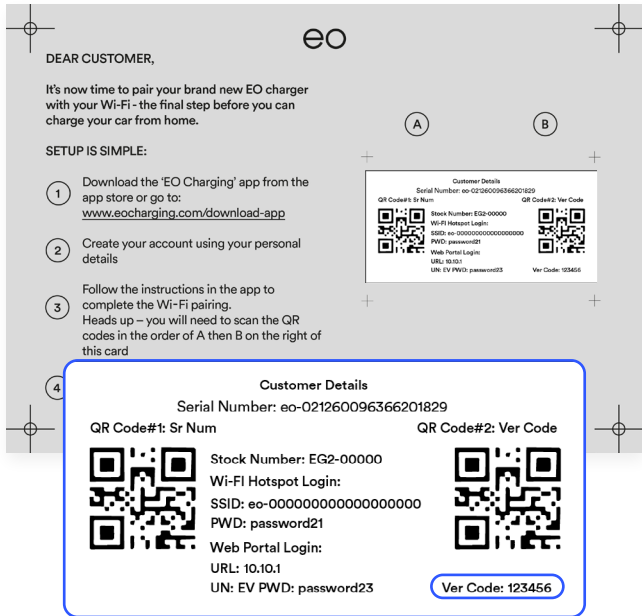 eo
DEAR CUSTOMER,
It's now time to pair your brand new EO charger
with your Wi-Fi - the final step before you can
charge your car from home.
SETUP IS SIMPLE:
1
Download the 'EO Charging' app from the
app store or go to:
www.eocharging.com/download-app
2
Create your account using your personal
details
3
Follow the instructions in the app to
complete the Wi-Fi pairing.
Heads up – you will need to scan the QR
codes in the order of A then B on the right of
this card
4
A
B
Customer Details
Serial Number: eo-021260096366201829
QR Code#1: Sr Num
QR Code#2: Ver Code
Stock Number: EG2-00000
Wi-FI Hotspot Login:
SSID: eo-000000000000000000
PWD: password21
Web Portal Login:
URL: 10.10.1
UN: EV PWD: password23
Ver Code: 123456
Customer Details
Serial Number: eo-021260096366201829
QR Code#1: Sr Num
QR Code#2: Ver Code
Stock Number: EG2-00000
Wi-FI Hotspot Login:
SSID: eo-000000000000000000
PWD: password21
Web Portal Login:
URL: 10.10.1
UN: EV PWD: password23
Ver Code: 123456